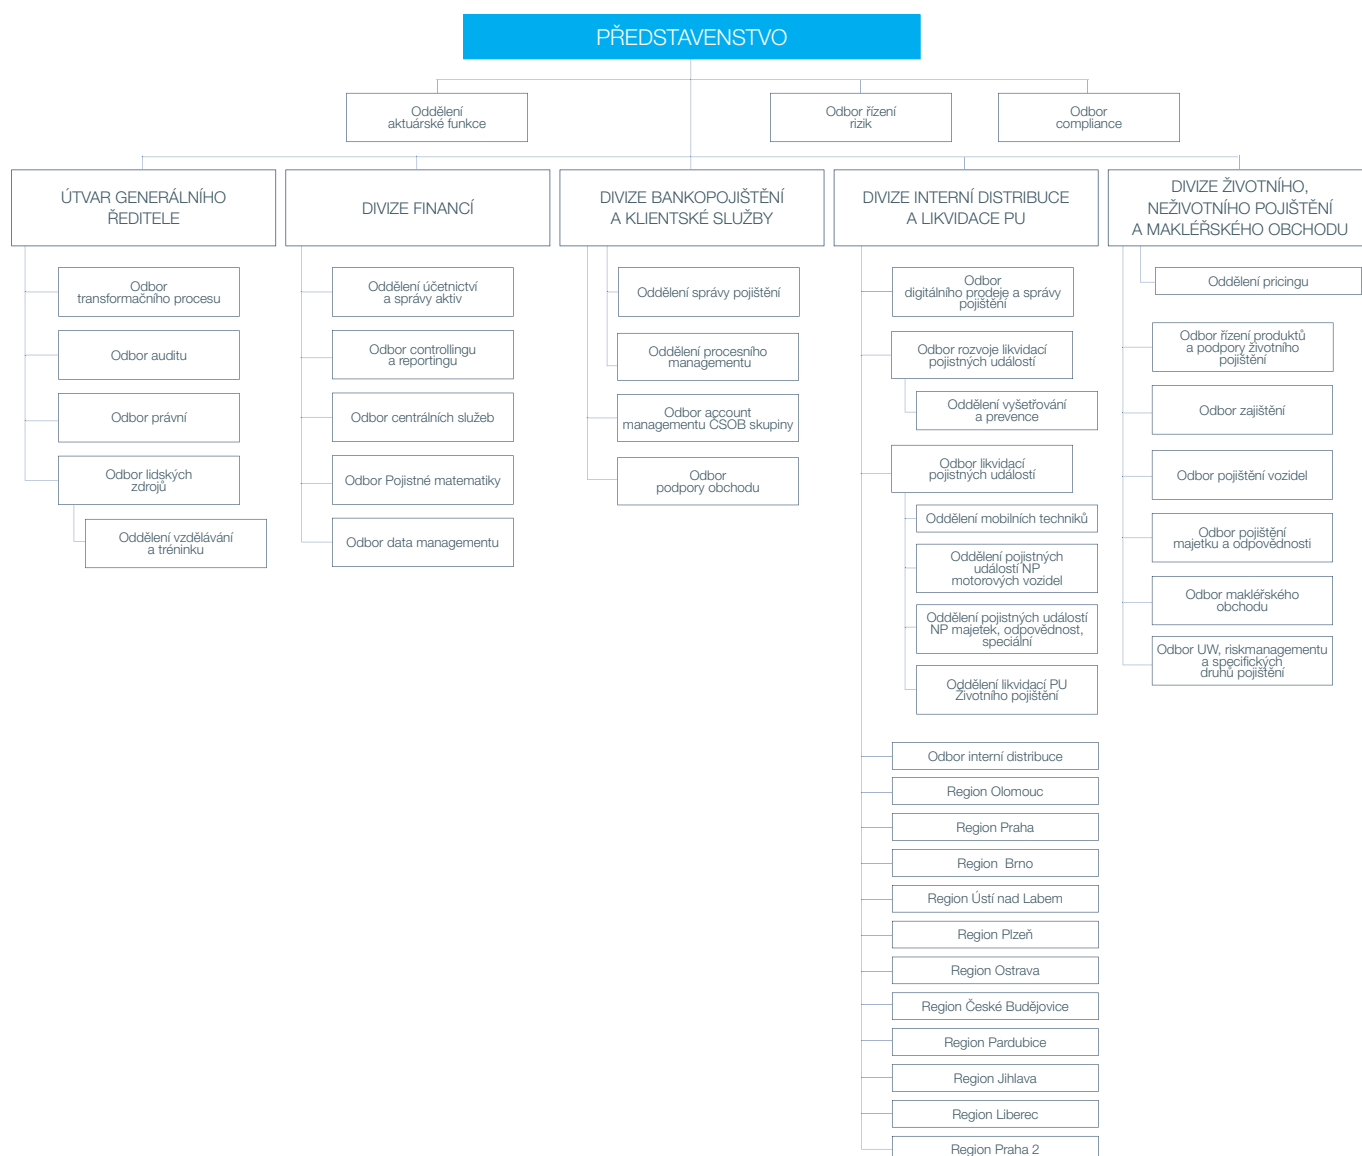 PŘEDSTAVENSTVO
Oddělení
aktuárské funkce
Odbor řízení
rizik
Odbor
compliance
ÚTVAR GENERÁLNÍHO
ŘEDITELE
DIVIZE FINANCÍ
DIVIZE BANKOPOJIŠTĚNÍ
A KLIENTSKÉ SLUŽBY
DIVIZE INTERNÍ DISTRIBUCE
A LIKVIDACE PU
DIVIZE ŽIVOTNÍHO,
NEŽIVOTNÍHO POJIŠTĚNÍ
A MAKLÉŘSKÉHO OBCHODU
Odbor
transformačního procesu
Odbor auditu
Odbor právní
Odbor lidských
zdrojů
Oddělení vzdělávání
a tréninku
Oddělení účetnictví
a správy aktiv
Odbor controllingu
a reportingu
Odbor centrálních služeb
Odbor Pojistné matematiky
Odbor data managementu
Oddělení správy pojištění
Oddělení procesního
managementu
Odbor account
managementu ČSOB skupiny
Odbor
podpory obchodu
Odbor
digitálního prodeje a správy
pojištění
Odbor rozvoje likvidací
pojistných událostí
Oddělení vyšetřování
a prevence
Odbor likvidací
pojistných událostí
Oddělení mobilních techniků
Oddělení pojistných
událostí NP
motorových vozidel
Oddělení pojistných událostí
NP majetek, odpovědnost,
speciální
Oddělení likvidací PU
Životního pojištění
Odbor interní distribuce
Region Olomouc
Region Praha
Region Brno
Region Ústí nad Labem
Region Plzeň
Region Ostrava
Region České Budějovice
Region Pardubice
Region Jihlava
Region Liberec
Region Praha 2
Oddělení pricingu
Odbor řízení produktů
a podpory životního
pojištění
Odbor zajištění
Odbor pojištění vozidel
Odbor pojištění
majetku a odpovědnosti
Odbor makléřského
obchodu
Odbor UW, riskmanagementu
a specifických
druhů pojištění